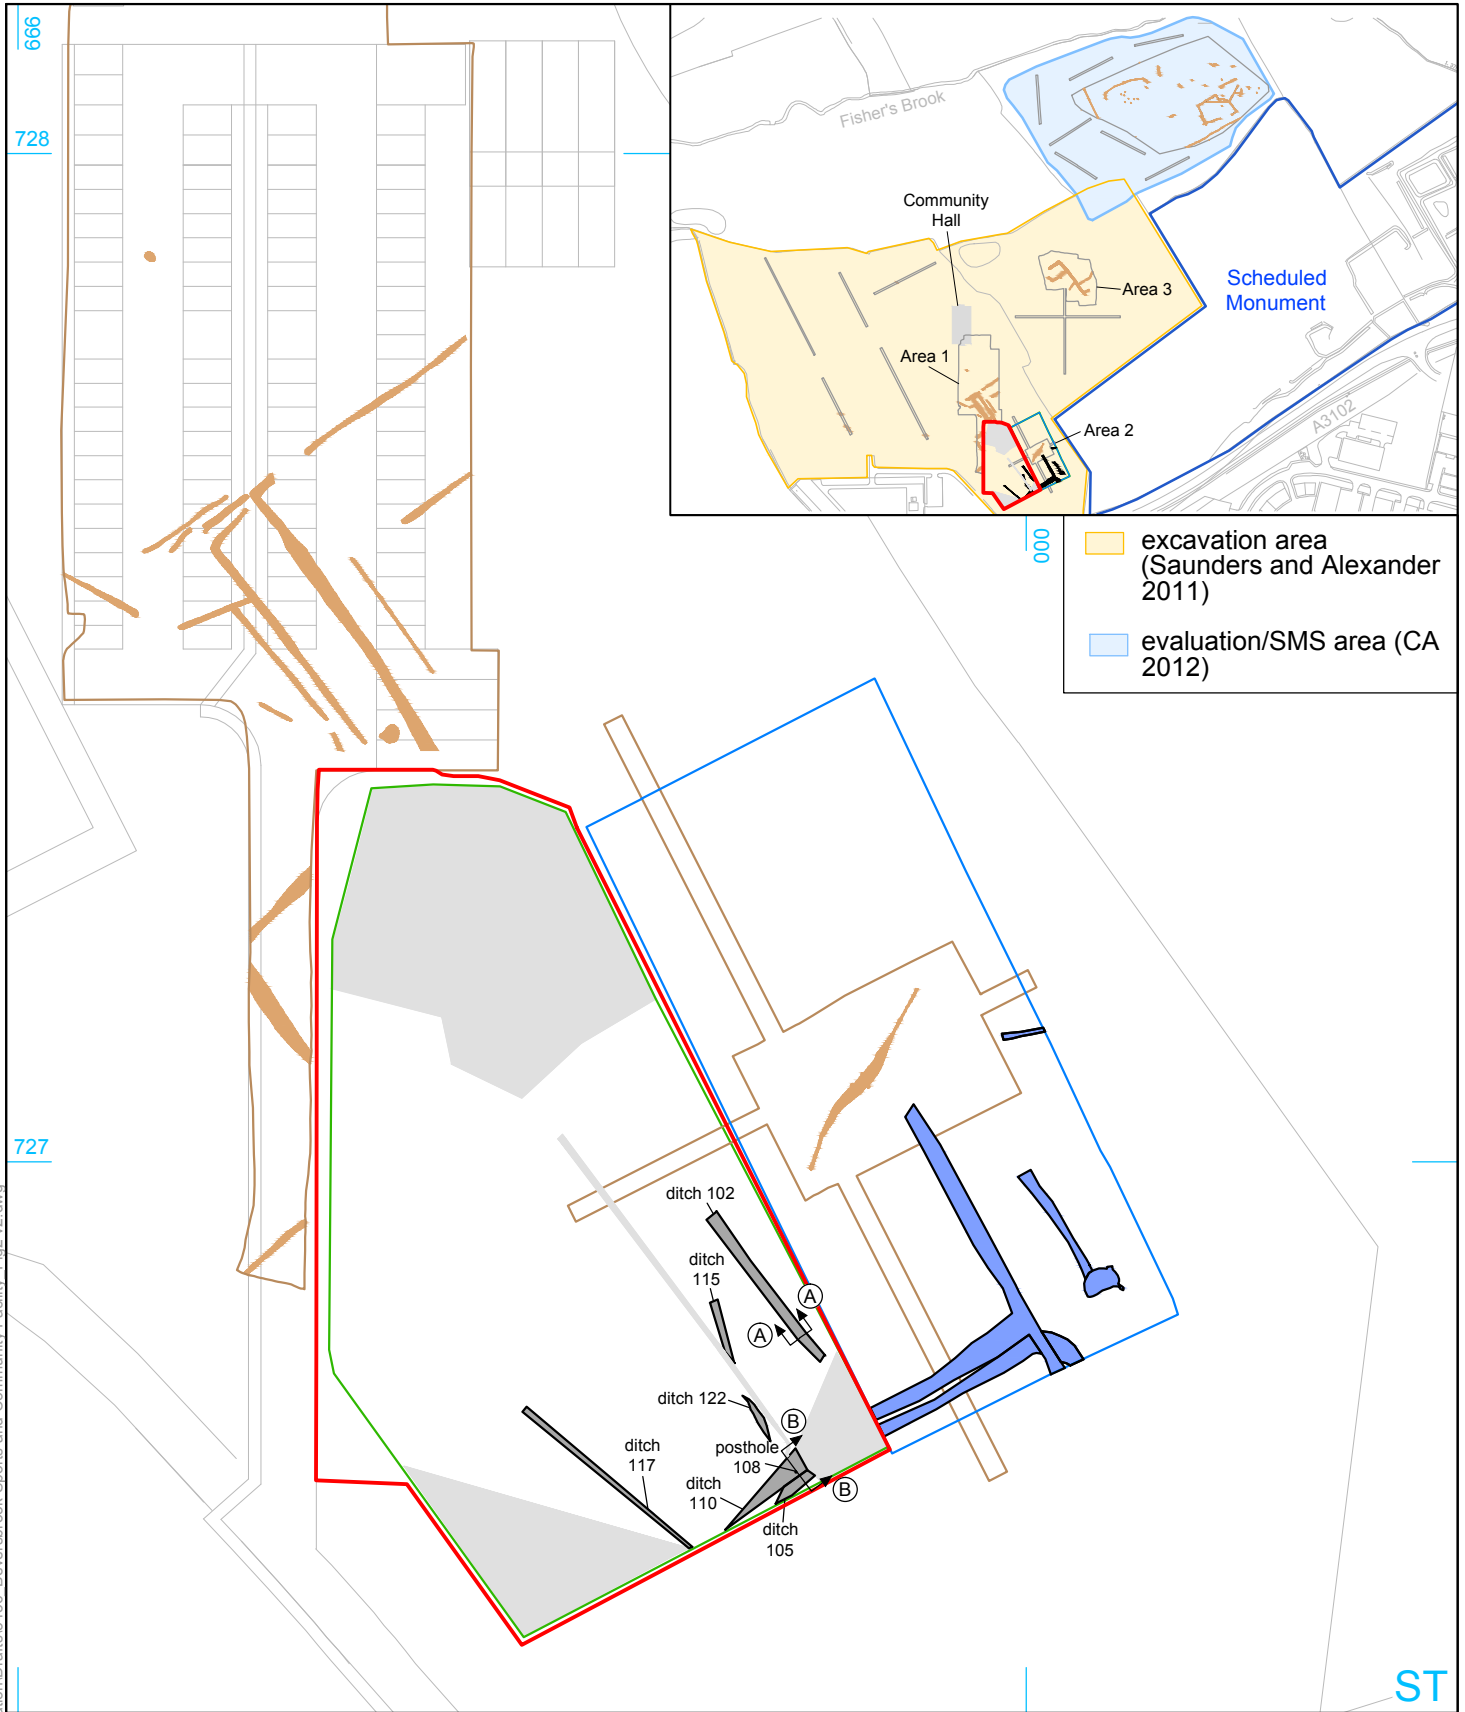 666
728
Fisher's Brook
Community
Hall
Area 3
Scheduled
Monument
Area 1
Area 2
A3102
000
excavation area
(Saunders and Alexander
2011)
evaluation/SMS area (CA
2012)
727
ditch 102
ditch
115
A
A
ditch 122
B
posthole
108
ditch
117
ditch
110
B
ditch
105
ST